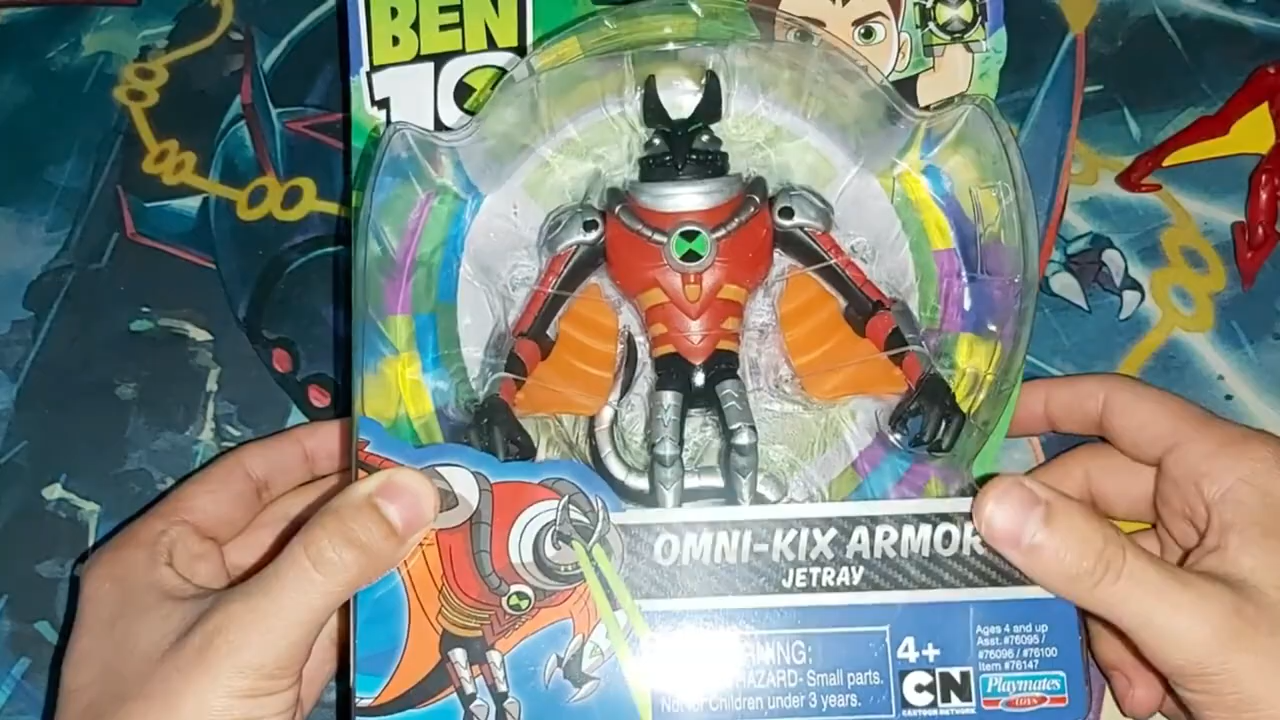 BEN
10
OMNI-KIX ARMOR
JETRAY
HAZARD- Small parts.
Not for Children under 3 years.
4+
CN
CARTOON NETWORK
Ages 4 and up
Asst. #76095 /
#76096 / #76100
Item #76147
Playmates
TOYS